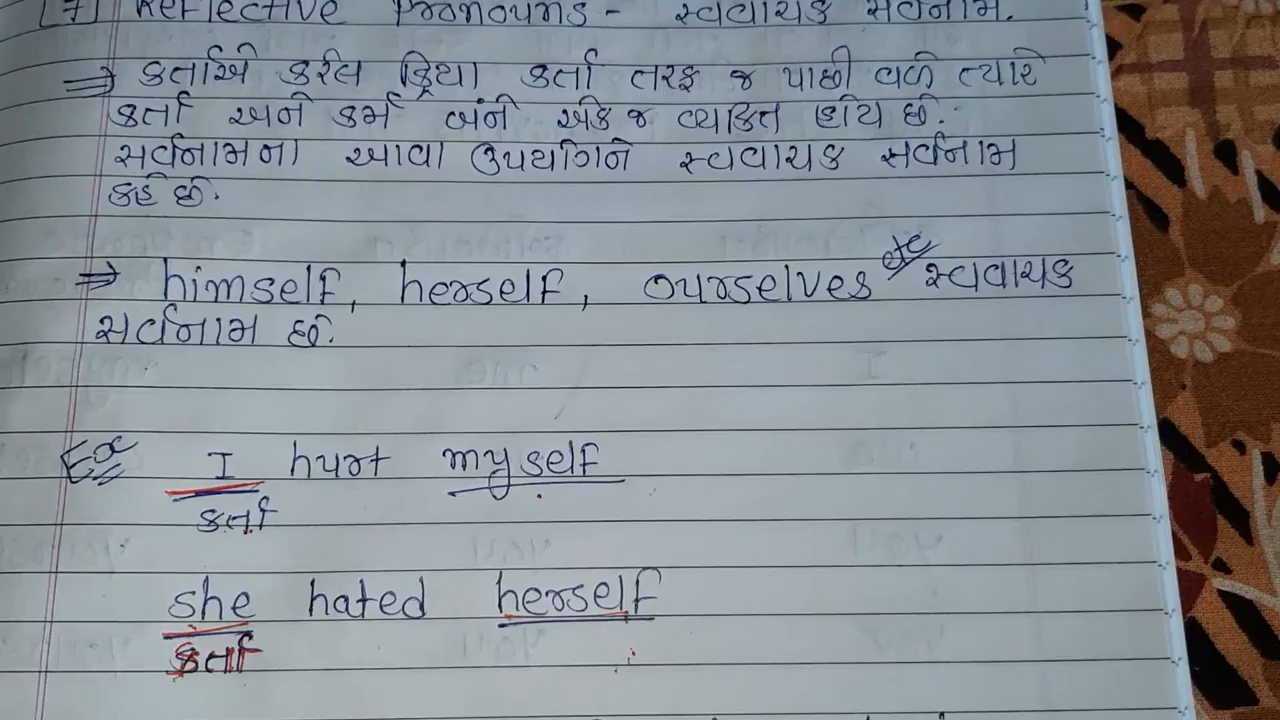 [7] Reflective Pronouns - સ્વવાચક સર્વનામ.
⇒ કર્તાએ કરેલ ક્રિયા કર્તા તરફ જ પાછી વળે ત્યારે
કર્તા અને કર્મ બંને એક જ વ્યકિત હોય છે.
સર્વનામના આવા ઉપયોગને સ્વવાચક સર્વનામ
કહે છે.
⇒ himself, herself, ourselves etc સ્વવાચક
સર્વનામ છે.
Ex I hurt myself
કર્તા
she hated herself
કર્તા